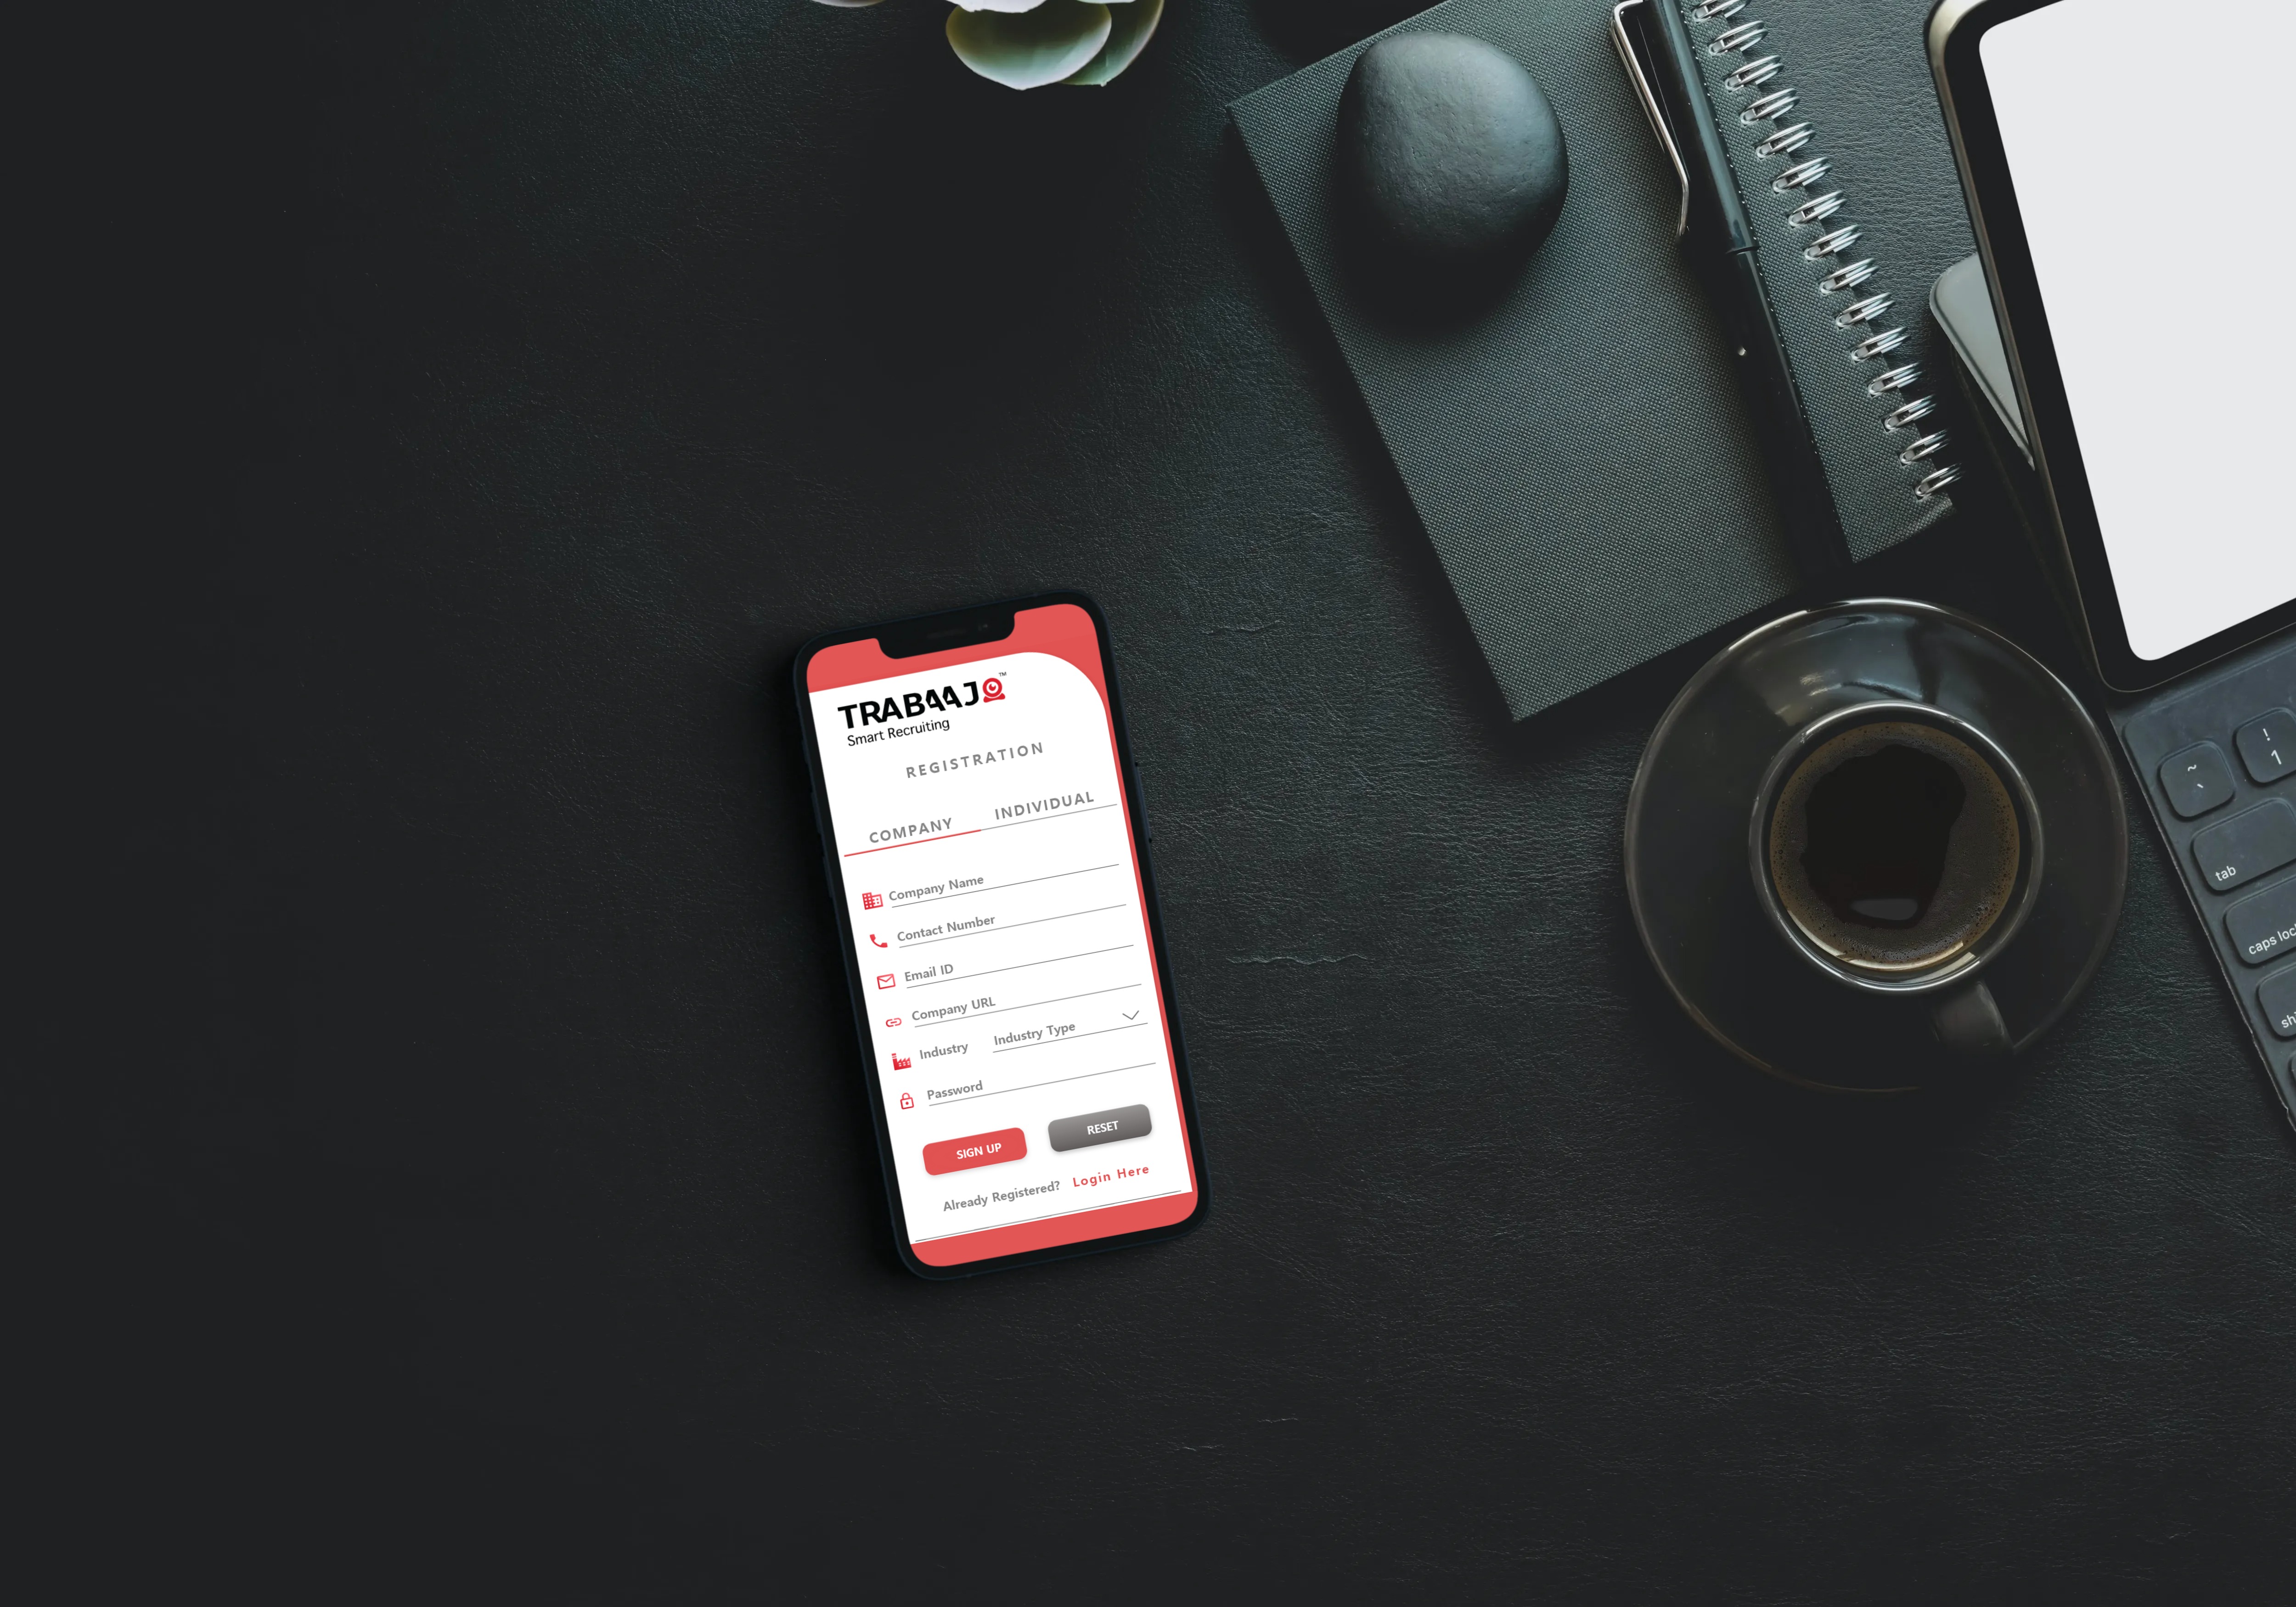 TRABAAJO™
Smart Recruiting
REGISTRATION
COMPANY INDIVIDUAL
Company Name
Contact Number
Email ID
Company URL
Industry Industry Type
Password
SIGN UP RESET
Already Registered? Login Here
~ ! 
` 1
tab
caps loc
sh